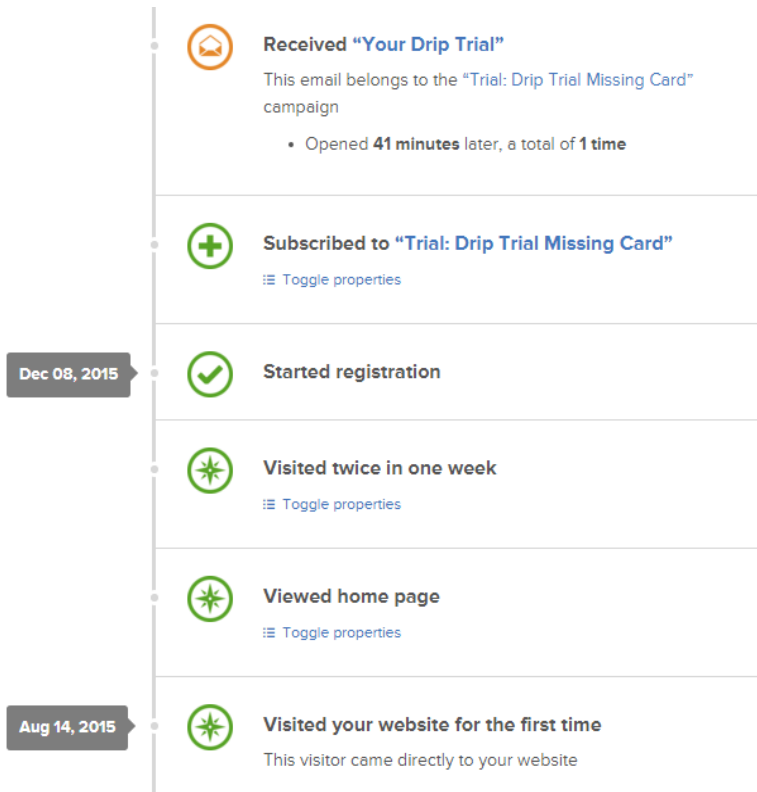 Received “Your Drip Trial”
This email belongs to the “Trial: Drip Trial Missing Card”
campaign
• Opened 41 minutes later, a total of 1 time
Subscribed to “Trial: Drip Trial Missing Card”
Toggle properties
Dec 08, 2015
Started registration
Visited twice in one week
Toggle properties
Viewed home page
Toggle properties
Aug 14, 2015
Visited your website for the first time
This visitor came directly to your website